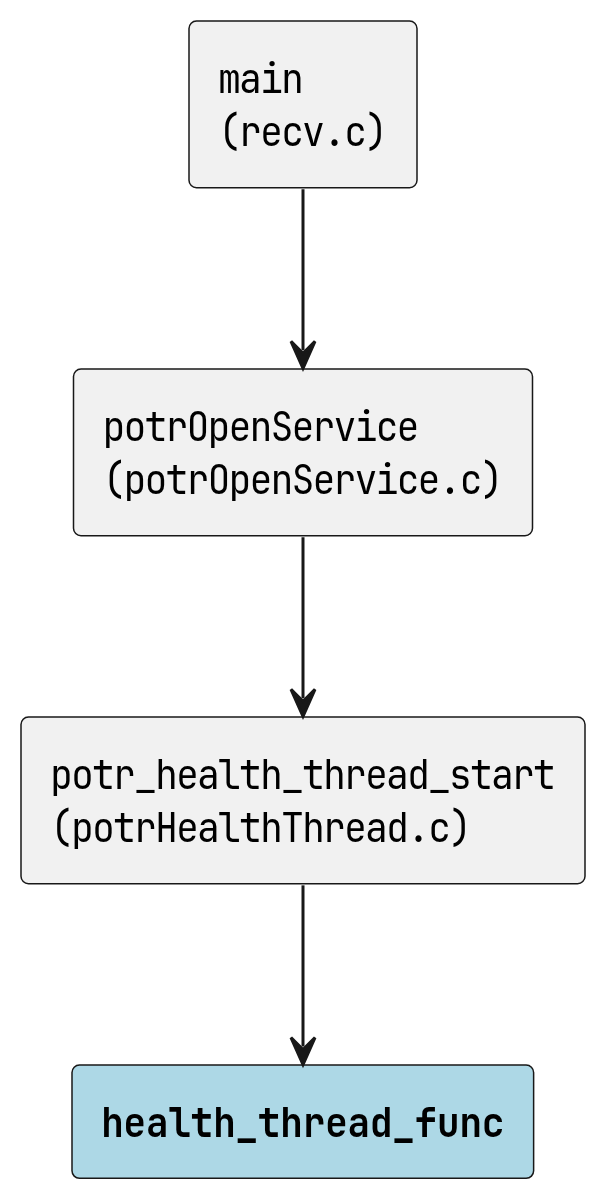 main
(recv.c)
potrOpenService
(potrOpenService.c)
potr_health_thread_start
(potrHealthThread.c)
health_thread_func